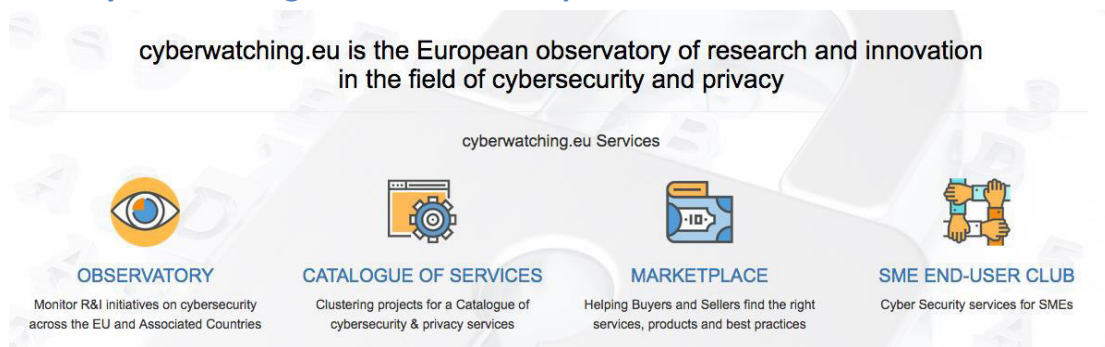 cyberwatching.eu is the European observatory of research and innovation
in the field of cybersecurity and privacy
cyberwatching.eu Services
OBSERVATORY
Monitor R&I initiatives on cybersecurity
across the EU and Associated Countries
CATALOGUE OF SERVICES
Clustering projects for a Catalogue of
cybersecurity & privacy services
MARKETPLACE
Helping Buyers and Sellers find the right
services, products and best practices
SME END-USER CLUB
Cyber Security services for SMEs